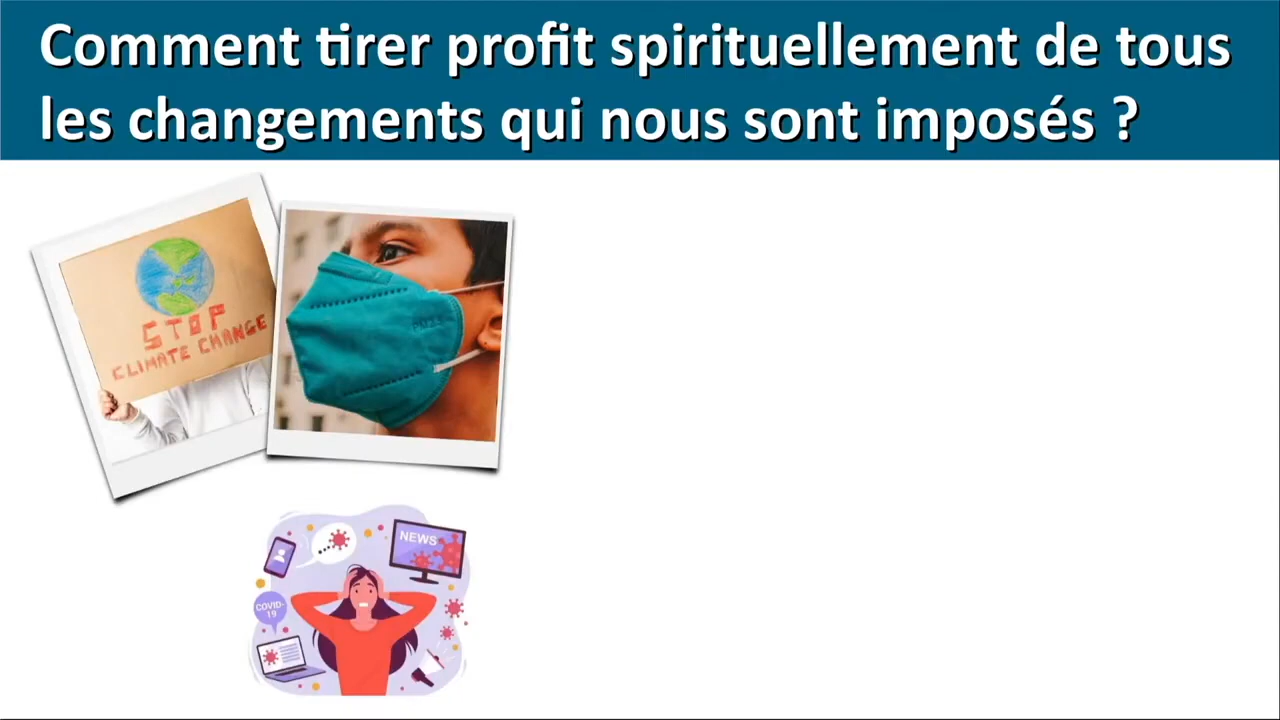 Comment tirer profit spirituellement de tous
les changements qui nous sont imposés ?
STOP
CLIMATE CHANGE
NEWS
COVID-
19